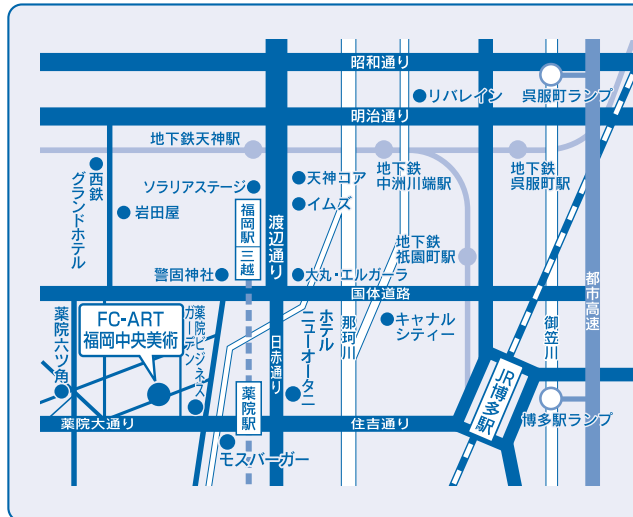 昭和通り
リバレイン
呉服町ランプ
明治通り
地下鉄天神駅
地下鉄
中洲川端駅
地下鉄
呉服町駅
西鉄
グランドホテル
ソラリアステージ
天神コア
岩田屋
イムズ
福岡駅
三越
渡辺通り
地下鉄
祇園町駅
警固神社
大丸・エルガーラ
国体道路
都市高速
FC-ART
福岡中央美術
薬院六ツ角
薬院ビジネス
ガーデン
日赤通り
ホテル
ニューオータニ
那珂川
キャナル
シティー
御笠川
薬院駅
JR博多駅
博多駅ランプ
薬院大通り
住吉通り
モスバーガー